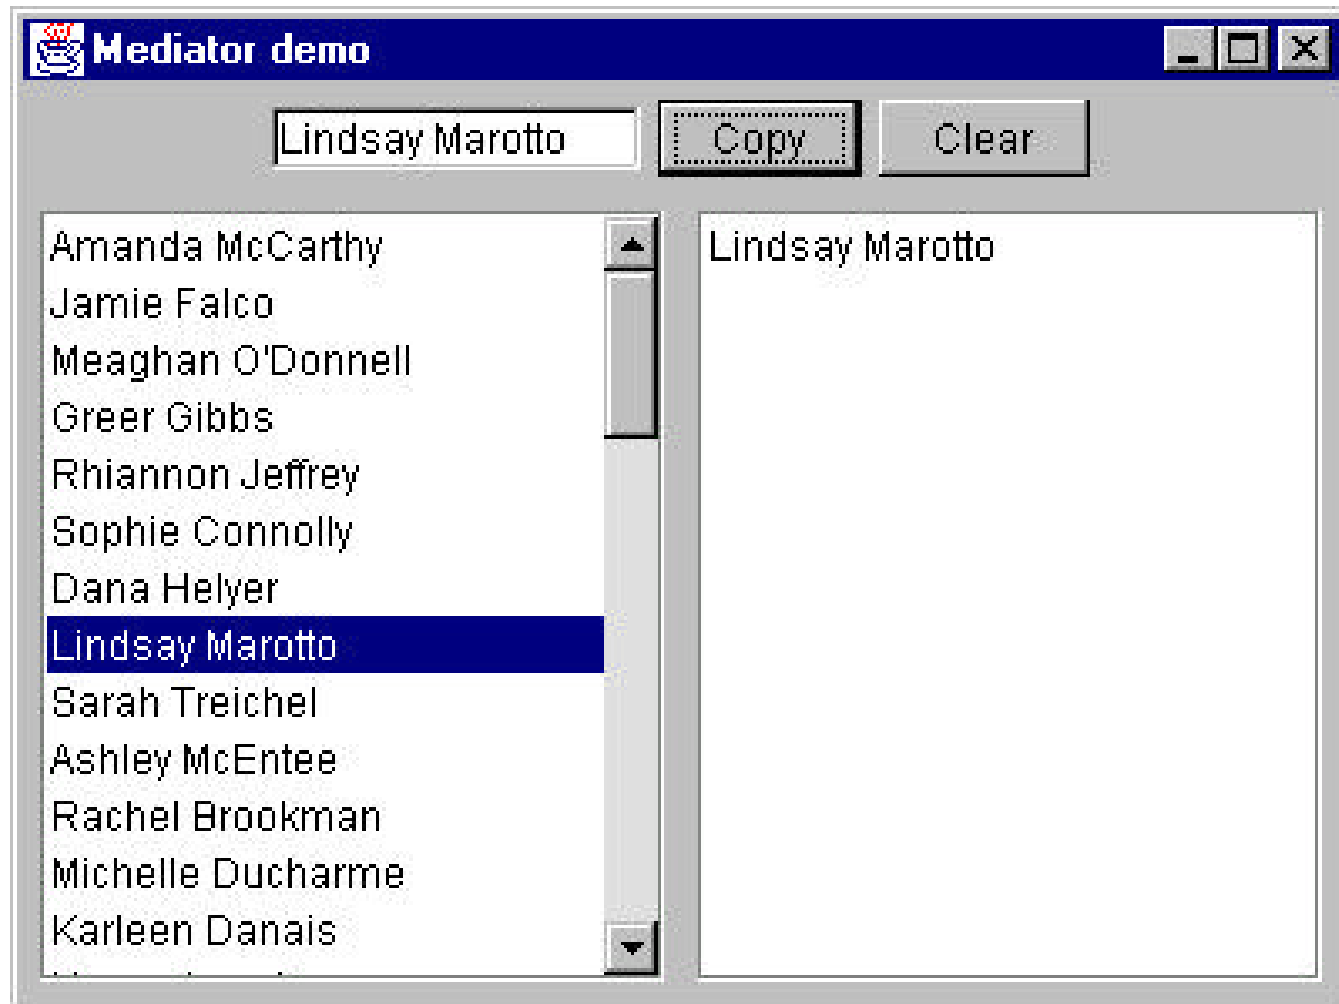 Mediator demo
Lindsay Marotto Copy Clear
Amanda McCarthy
Jamie Falco
Meaghan O'Donnell
Greer Gibbs
Rhiannon Jeffrey
Sophie Connolly
Dana Helyer
Lindsay Marotto
Sarah Treichel
Ashley McEntee
Rachel Brookman
Michelle Ducharme
Karleen Danais
Lindsay Marotto